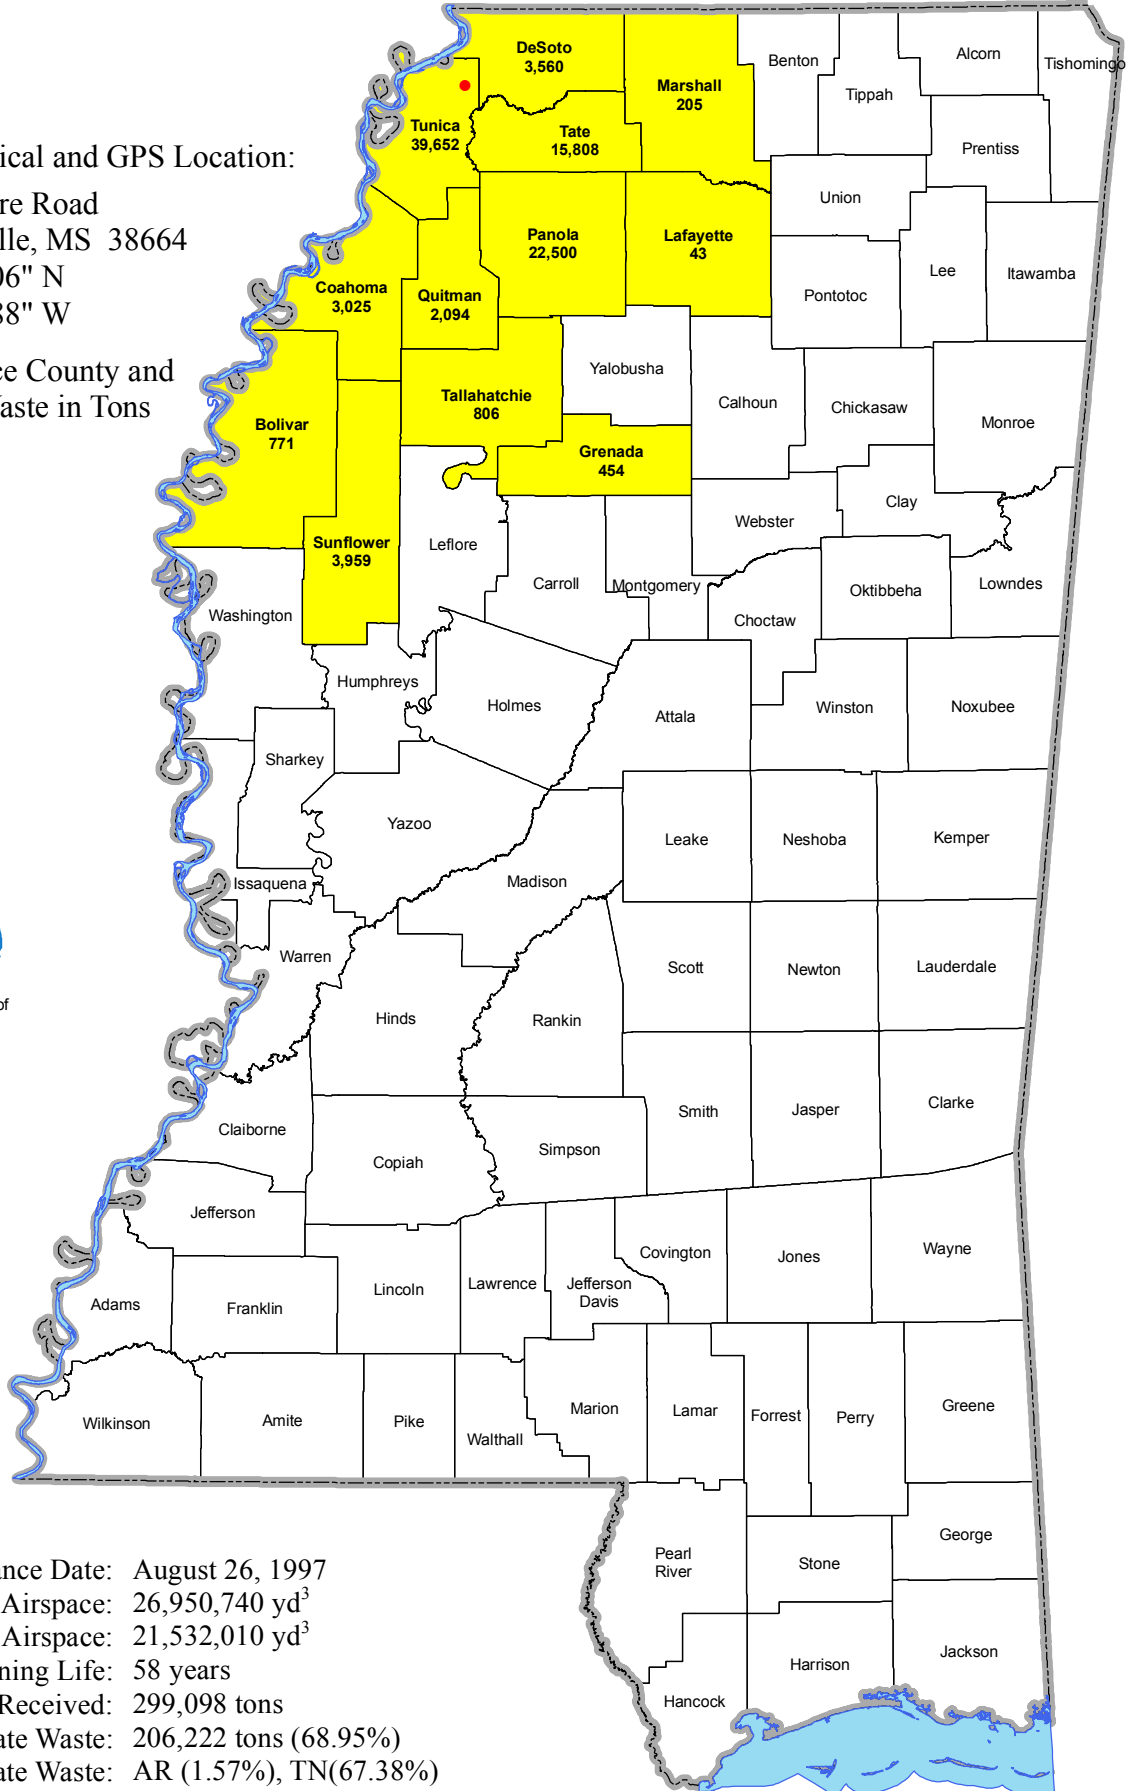 DeSoto
3,560
Benton
Alcorn
Tishomingo
Marshall
205
Tippah
Tunica
39,652
Tate
15,808
Prentiss
ical and GPS Location:
re Road
lle, MS 38664
06" N
38" W
ce County and
Vaste in Tons
Union
Panola
22,500
Lafayette
43
Lee
Itawamba
Coahoma
3,025
Quitman
2,094
Pontotoc
Yalobusha
Tallahatchie
806
Calhoun
Chickasaw
Monroe
Bolivar
771
Grenada
454
Clay
Webster
Sunflower
3,959
Leflore
Carroll
Montgomery
Oktibbeha
Lowndes
Washington
Choctaw
Humphreys
Holmes
Attala
Winston
Noxubee
Sharkey
Yazoo
Leake
Neshoba
Kemper
Issaquena
Madison
Warren
Scott
Newton
Lauderdale
of
Hinds
Rankin
Smith
Jasper
Clarke
Claiborne
Copiah
Simpson
Jefferson
Covington
Jones
Wayne
Lawrence
Jefferson
Davis
Lincoln
Adams
Franklin
Wilkinson
Amite
Pike
Walthall
Marion
Lamar
Forrest
Perry
Greene
George
Pearl
River
Stone
Jackson
Harrison
Hancock
ance Date: August 26, 1997
Airspace: 26,950,740 yd³
Airspace: 21,532,010 yd³
ning Life: 58 years
Received: 299,098 tons
ate Waste: 206,222 tons (68.95%)
ate Waste: AR (1.57%), TN(67.38%)